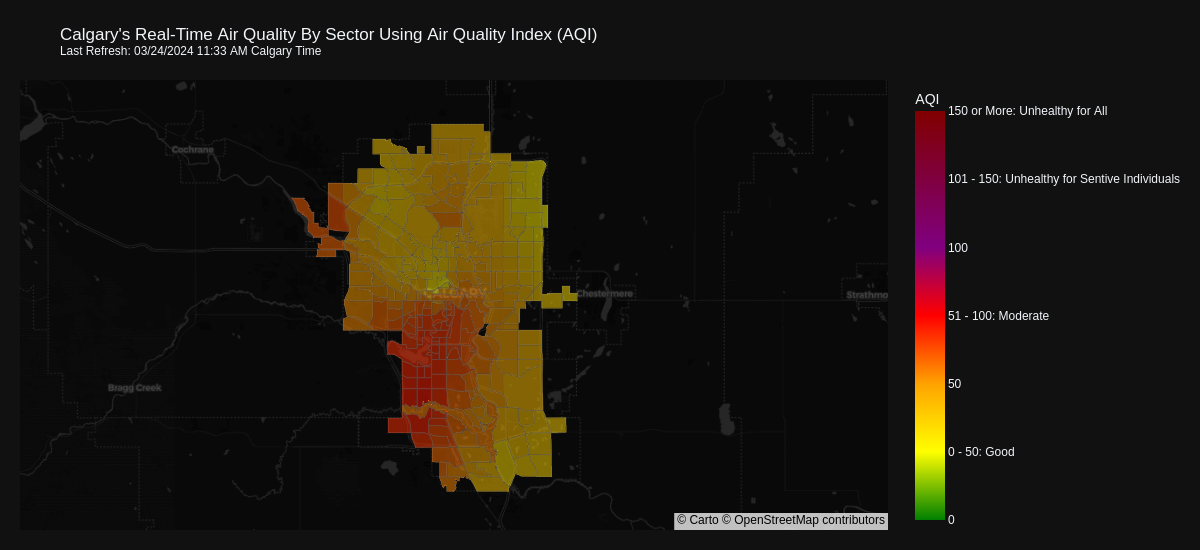 Calgary's Real-Time Air Quality By Sector Using Air Quality Index (AQI)
Last Refresh: 03/24/2024 11:33 AM Calgary Time
AQI
150 or More: Unhealthy for All
Cochrane
101 - 150: Unhealthy for Sentive Individuals
100
CALGARY
Chestermere
Strathmo
51 - 100: Moderate
50
Bragg Creek
0 - 50: Good
0
© Carto © OpenStreetMap contributors